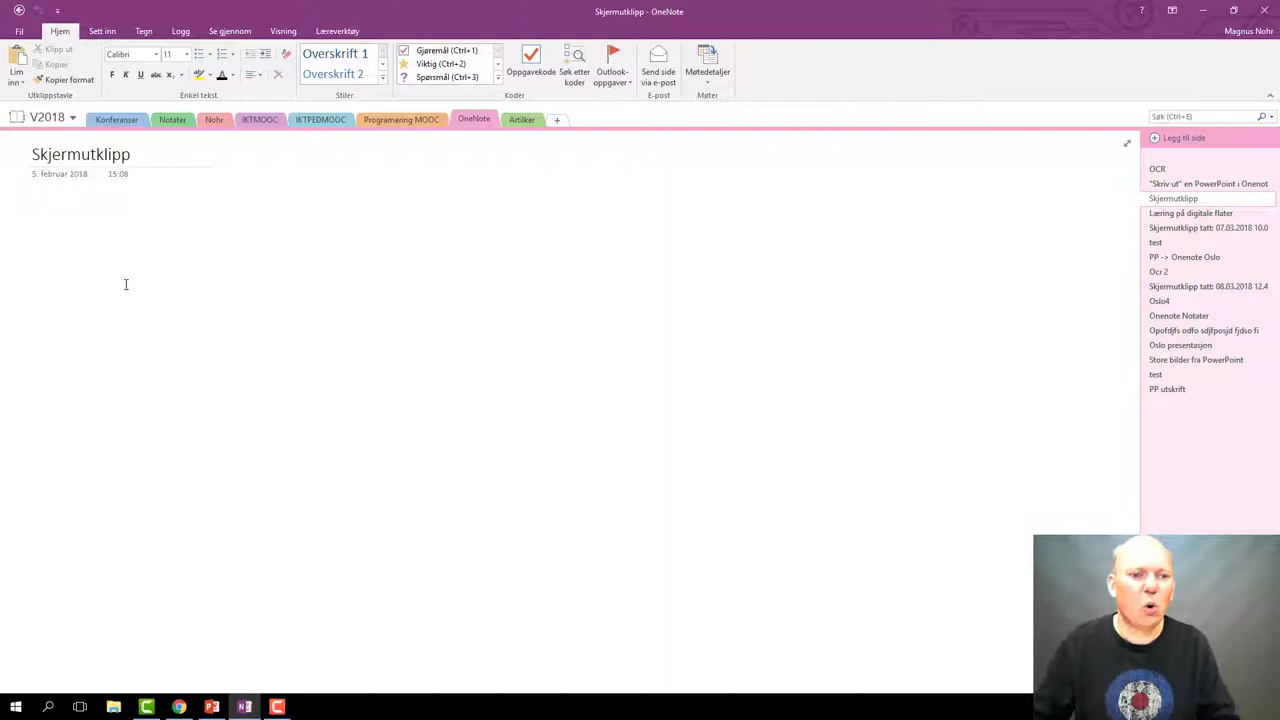 Skjermutklipp - OneNote
?
Fil
Hjem
Sett inn
Tegn
Logg
Se gjennom
Visning
Læreverktøy
Magnus Nohr
Lim inn
Klipp ut
Kopier
Kopier format
Utklippstavle
Calibri
11
F K U abc x₂
A
Enkel tekst
Overskrift 1
Overskrift 2
Stiler
Gjøremål (Ctrl+1)
Viktig (Ctrl+2)
? Spørsmål (Ctrl+3)
Oppgavekode
Søk etter koder
Outlook-oppgaver
Koder
Send side via e-post
E-post
Møtedetaljer
Møter
V2018
Konferanser
Notater
Nohr
IKTMOOC
IKTPEDMOOC
Programering MOOC
OneNote
Artilker
+
Søk (Ctrl+E)
Skjermutklipp
5. februar 2018 15:08
Legg til side
OCR
"Skriv ut" en PowerPoint i Onenot
Skjermutklipp
Læring på digitale flater
Skjermutklipp tatt: 07.03.2018 10.0
test
PP -> Onenote Oslo
Ocr 2
Skjermutklipp tatt: 08.03.2018 12.4
Oslo4
Onenote Notater
Opofdjfs odfo sdjfposjd fjdso fi
Oslo presentasjon
Store bilder fra PowerPoint
test
PP utskrift